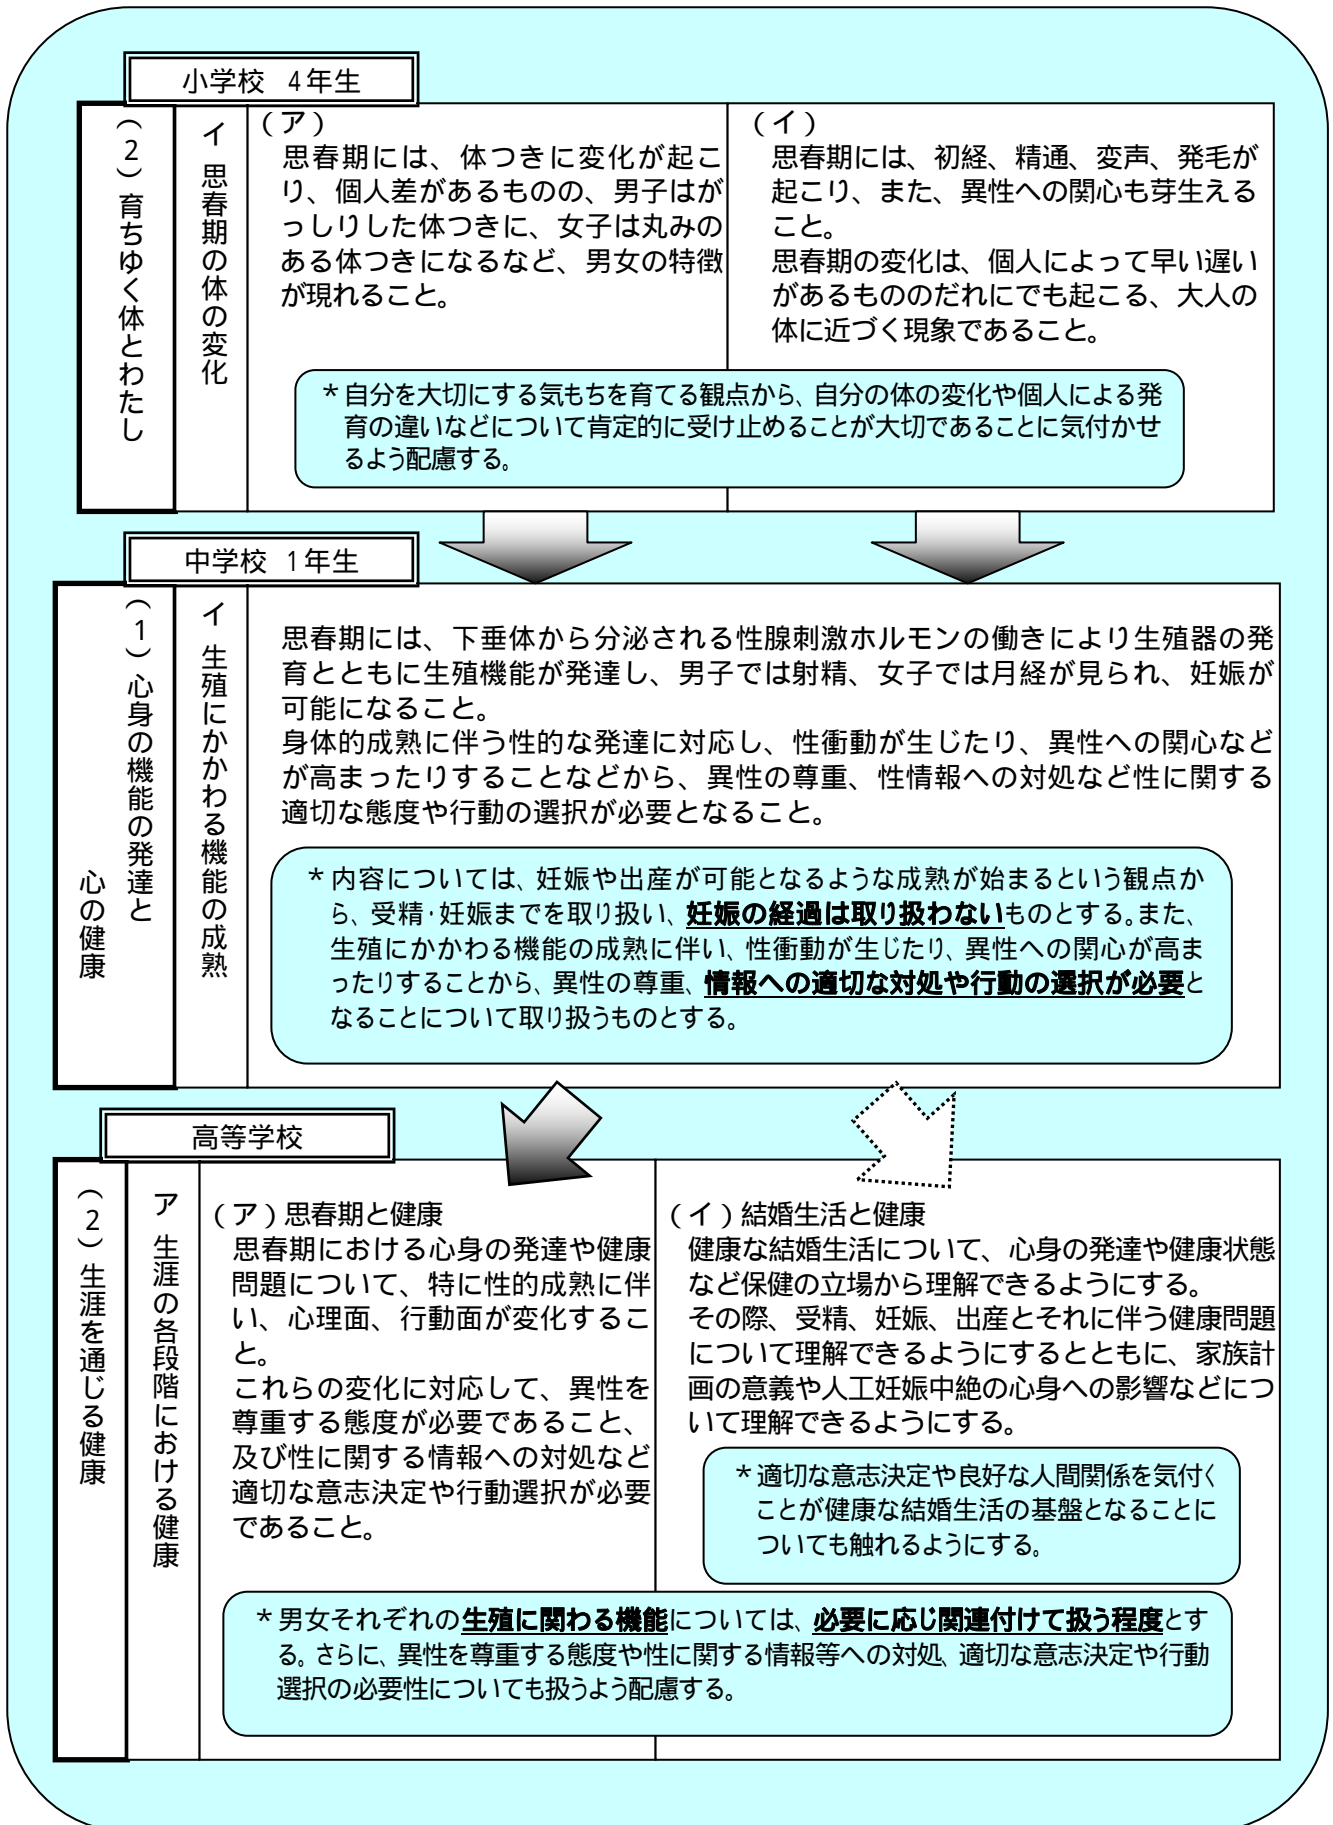 小学校 4年生
(2)育ちゆく体とわたし
イ 思春期の体の変化
(ア)
思春期には、体つきに変化が起こ
り、個人差があるものの、男子はが
っしりした体つきに、女子は丸みの
ある体つきになるなど、男女の特徴
が現れること。
(イ)
思春期には、初経、精通、変声、発毛が
起こり、また、異性への関心も芽生える
こと。
思春期の変化は、個人によって早い遅い
があるもののだれにでも起こる、大人の
体に近づく現象であること。
*自分を大切にする気もちを育てる観点から、自分の体の変化や個人による発
育の違いなどについて肯定的に受け止めることが大切であることに気付かせ
るよう配慮する。
中学校 1年生
(1)心身の機能の発達と
心の健康
イ 生殖にかかわる機能の成熟
思春期には、下垂体から分泌される性腺刺激ホルモンの働きにより生殖器の発
育とともに生殖機能が発達し、男子では射精、女子では月経が見られ、妊娠が
可能になること。
身体的成熟に伴う性的な発達に対応し、性衝動が生じたり、異性への関心など
が高まったりすることなどから、異性の尊重、性情報への対処など性に関する
適切な態度や行動の選択が必要となること。
*内容については、妊娠や出産が可能となるような成熟が始まるという観点か
ら、受精・妊娠までを取り扱い、妊娠の経過は取り扱わないものとする。また、
生殖にかかわる機能の成熟に伴い、性衝動が生じたり、異性への関心が高ま
ったりすることから、異性の尊重、情報への適切な対処や行動の選択が必要と
なることについて取り扱うものとする。
高等学校
(2)生涯を通じる健康
ア 生涯の各段階における健康
(ア)思春期と健康
思春期における心身の発達や健康
問題について、特に性的成熟に伴
い、心理面、行動面が変化するこ
と。
これらの変化に対応して、異性を
尊重する態度が必要であること、
及び性に関する情報への対処など
適切な意志決定や行動選択が必要
であること。
(イ)結婚生活と健康
健康な結婚生活について、心身の発達や健康状態
など保健の立場から理解できるようにする。
その際、受精、妊娠、出産とそれに伴う健康問題
について理解できるようにするとともに、家族計
画の意義や人工妊娠中絶の心身への影響などにつ
いて理解できるようにする。
*適切な意志決定や良好な人間関係を気付く
ことが健康な結婚生活の基盤となることに
ついても触れるようにする。
*男女それぞれの生殖に関わる機能については、必要に応じ関連付けて扱う程度とす
る。さらに、異性を尊重する態度や性に関する情報等への対処、適切な意志決定や行動
選択の必要性についても扱うよう配慮する。